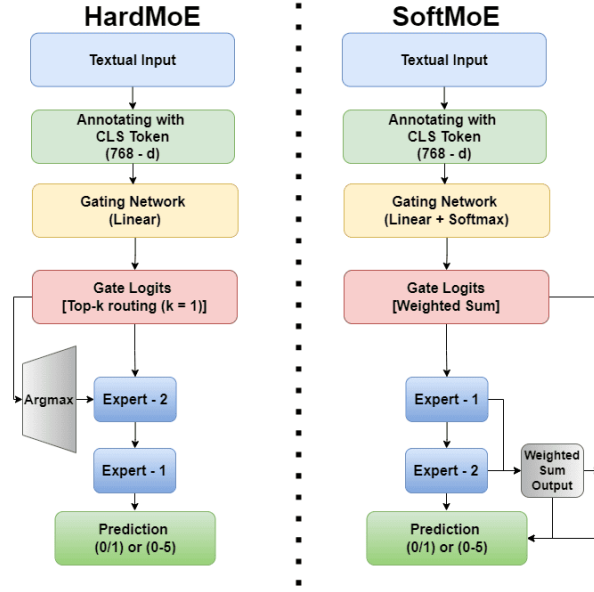 HardMoE
Textual Input
Annotating with
CLS Token
(768 - d)
Gating Network
(Linear)
Gate Logits
[Top-k routing (k = 1)]
Argmax
Expert - 2
Expert - 1
Prediction
(0/1) or (0-5)
SoftMoE
Textual Input
Annotating with
CLS Token
(768 - d)
Gating Network
(Linear + Softmax)
Gate Logits
[Weighted Sum]
Expert - 1
Expert - 2
Weighted
Sum
Output
Prediction
(0/1) or (0-5)